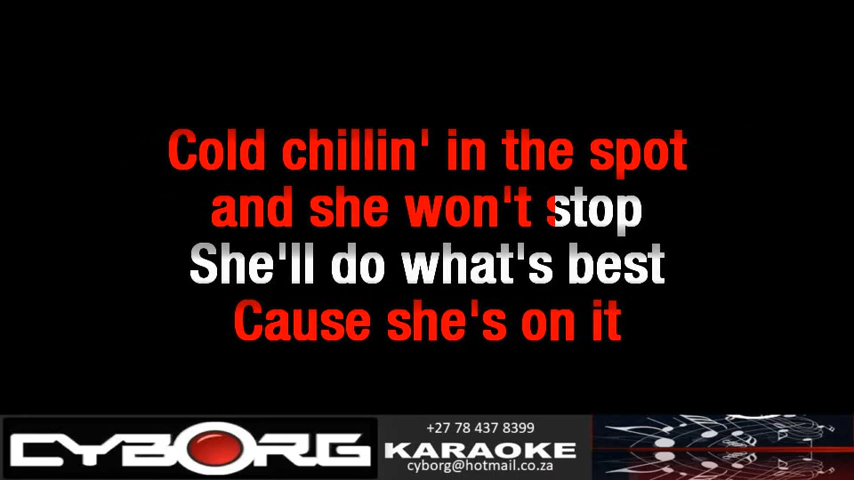 Cold chillin' in the spot
and she won't stop
She'll do what's best
Cause she's on it
CYBORG
+27 78 437 8399
KARAOKE
cyborg@hotmail.co.za